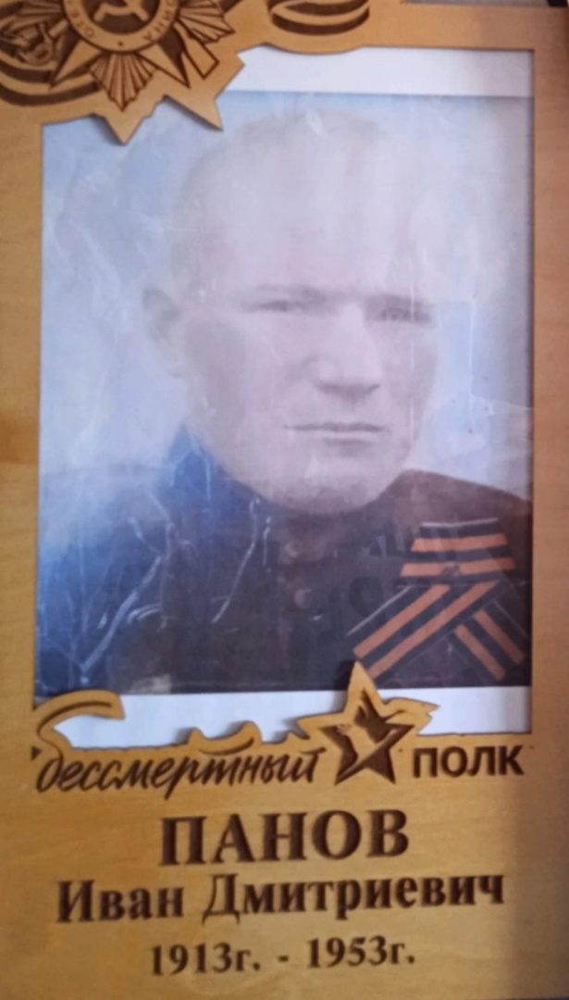 бессмертный полк
ПАНОВ
Иван Дмитриевич
1913г. - 1953г.